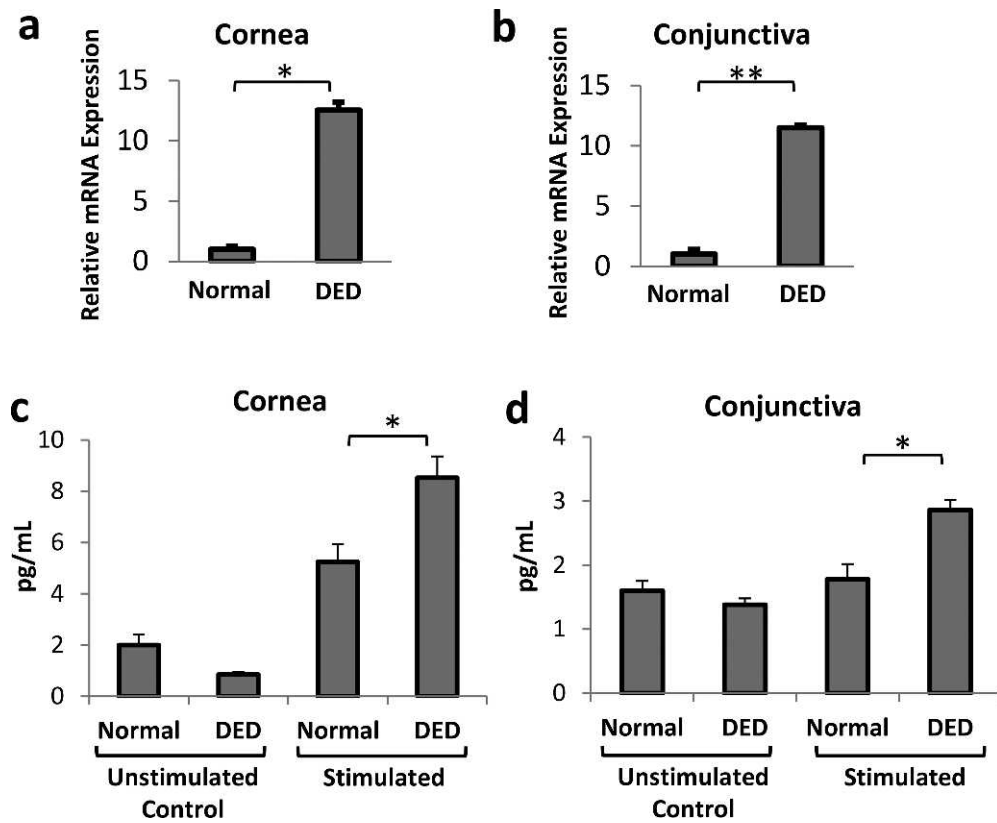 a
Cornea
Relative mRNA Expression
15
10
5
0
*
Normal DED
b
Conjunctiva
Relative mRNA Expression
15
10
5
0
**
Normal DED
c
Cornea
pg/mL
10
8
6
4
2
0
*
Normal DED Normal DED
Unstimulated Stimulated
Control
d
Conjunctiva
pg/mL
4
3
2
1
0
*
Normal DED Normal DED
Unstimulated Stimulated
Control